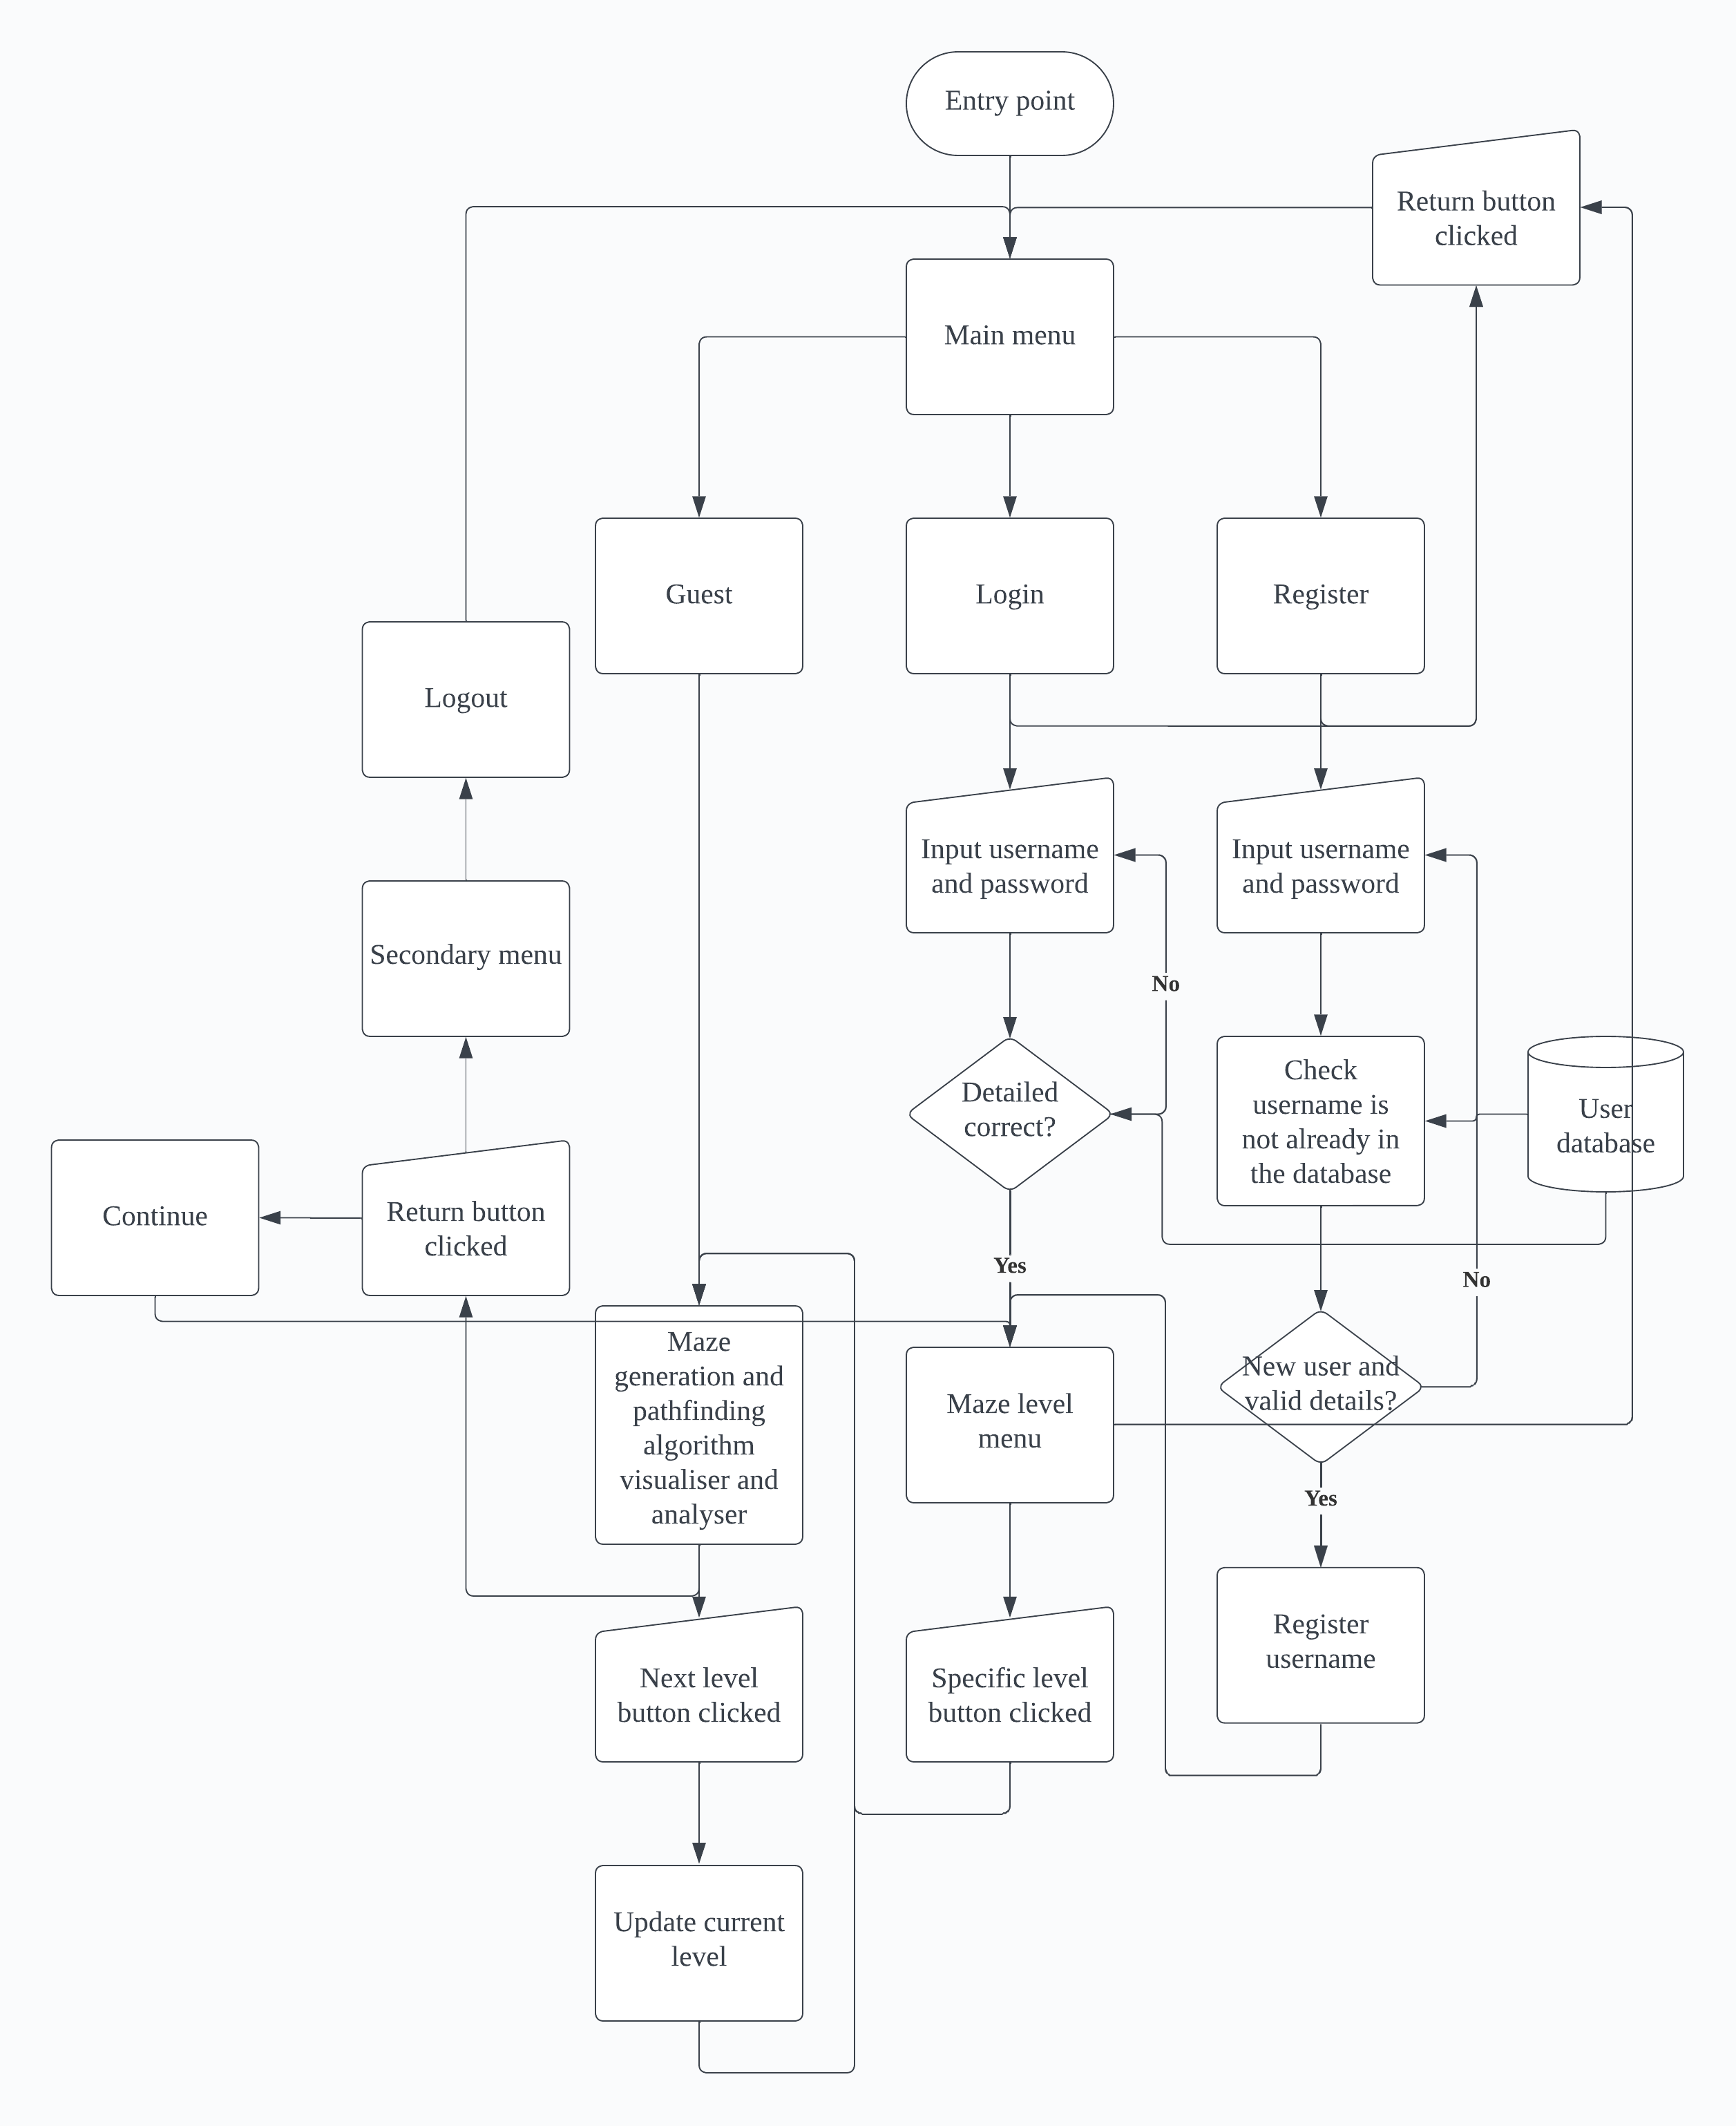 Entry point
Return button
clicked
Main menu
Guest
Login
Register
Logout
Input username
and password
Input username
and password
Secondary menu
No
Detailed
correct?
Check
username is
not already in
the database
User
database
Continue
Return button
clicked
Yes
No
Maze
generation and
pathfinding
algorithm
visualiser and
analyser
Maze level
menu
New user and
valid details?
Yes
Next level
button clicked
Specific level
button clicked
Register
username
Update current
level